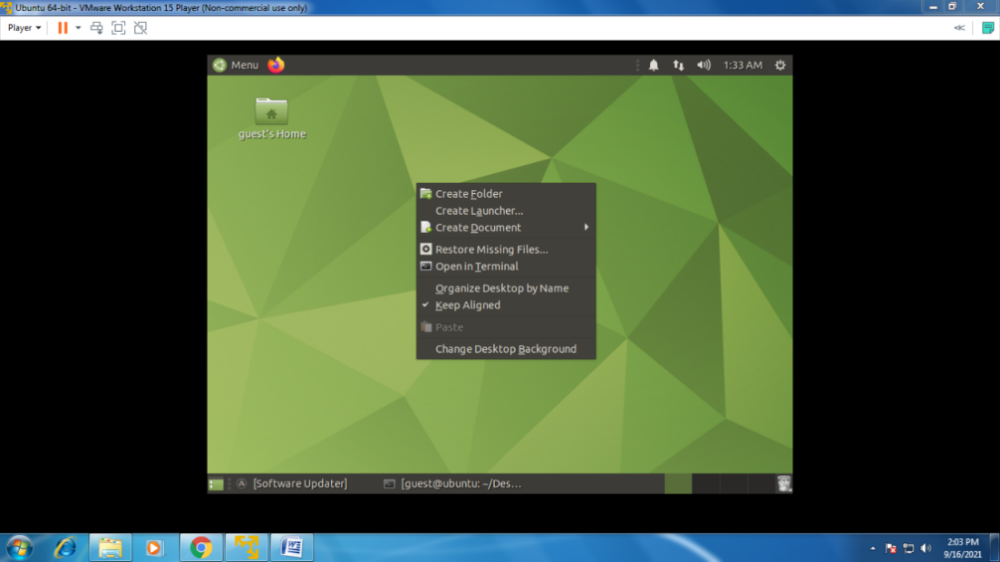 Ubuntu 64-bit - VMware Workstation 15 Player (Non-commercial use only)
Player
Menu
1:33 AM
guest's Home
Create Folder
Create Launcher...
Create Document
Restore Missing Files...
Open in Terminal
Organize Desktop by Name
Keep Aligned
Paste
Change Desktop Background
[Software Updater]
[guest@ubuntu: ~/Des...
2:03 PM
9/16/2021